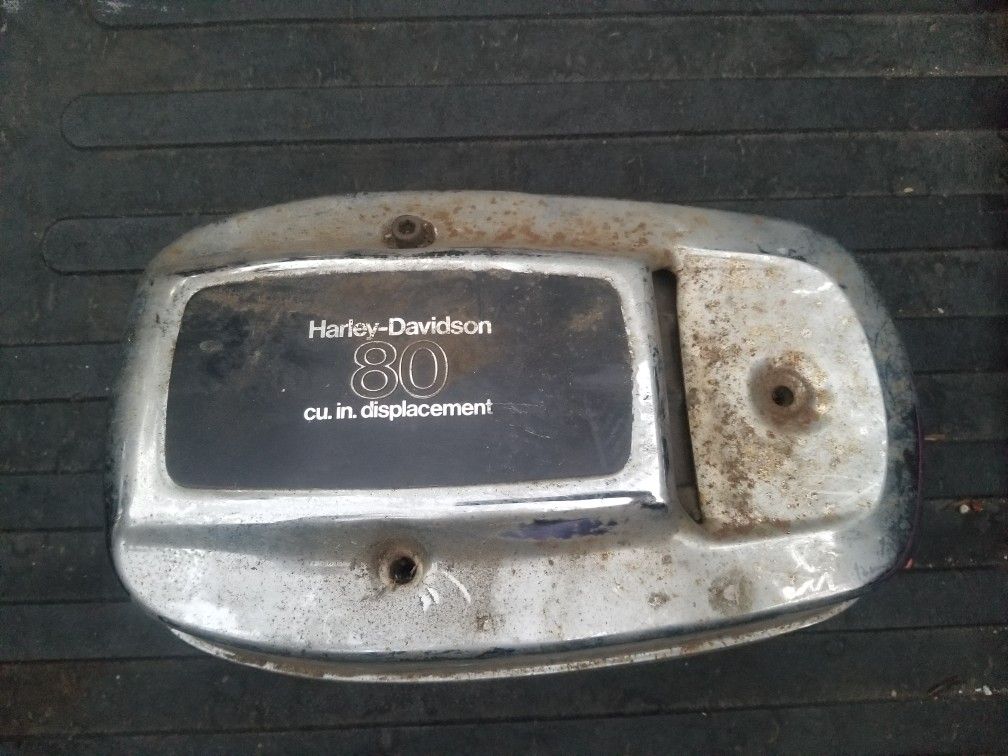 Harley-Davidson
80
cu. in. displacement